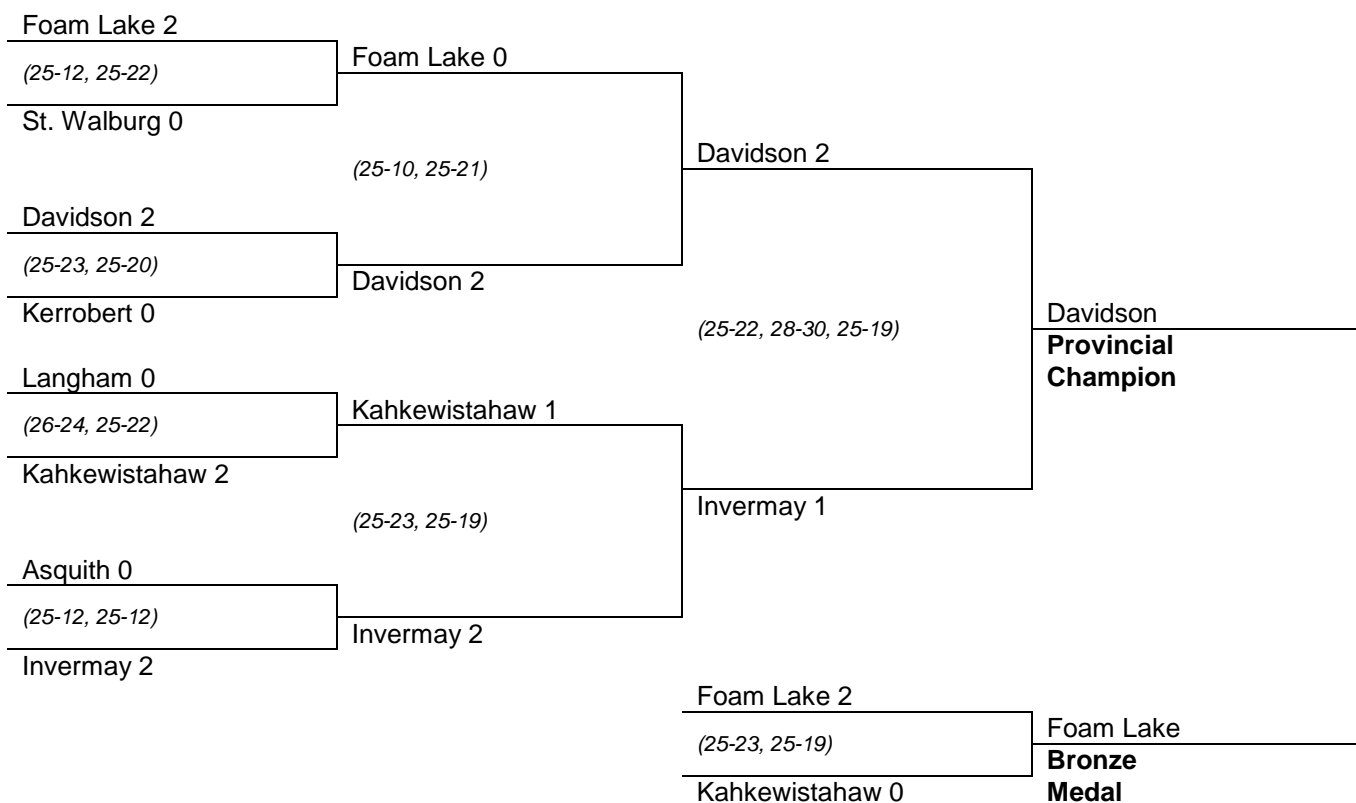 Foam Lake 2
(25-12, 25-22)
St. Walburg 0
Davidson 2
(25-23, 25-20)
Kerrobert 0
Langham 0
(26-24, 25-22)
Kahkewistahaw 2
Asquith 0
(25-12, 25-12)
Invermay 2
Foam Lake 0
(25-10, 25-21)
Davidson 2
Kahkewistahaw 1
(25-23, 25-19)
Invermay 2
Davidson 2
(25-22, 28-30, 25-19)
Invermay 1
Davidson
Provincial
Champion
Foam Lake 2
(25-23, 25-19)
Kahkewistahaw 0
Foam Lake
Bronze
Medal